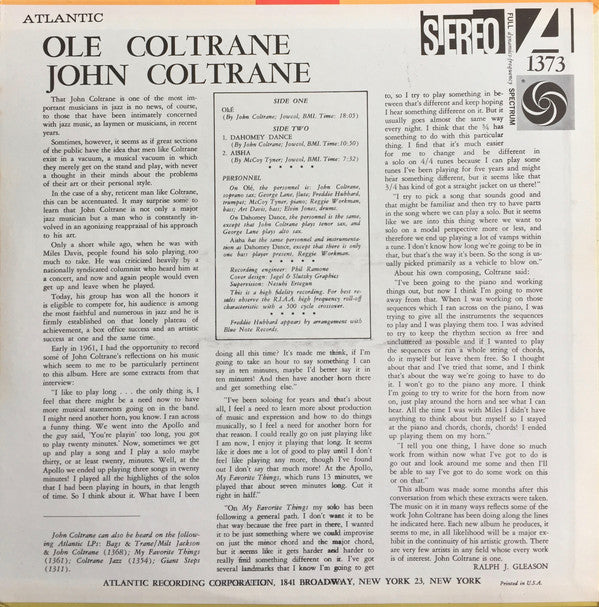 ATLANTIC
OLE COLTRANE
JOHN COLTRANE
STEREO
FULL dynamics-frequency SPECTRUM
A
1373
That John Coltrane is one of the most im-
portant musicians in jazz is no news, of course,
to those that have been intimately concerned
with jazz music, as laymen or musicians, in recent
years.
Somtimes, however, it seems as if great sections
of the public have the idea that men like Coltrane
exist in a vacuum, a musical vacuum in which
they merely get on the stand and play, with never
a thought in their minds about the problems
of their art or their personal style.
In the case of a shy, reticent man like Coltrane,
this can be accentuated. It may surprise some to
learn that John Coltrane is not only a major
jazz musician but a man who is constantly in-
volved in an agonizing reappraisal of his approach
to his art.
Only a short while ago, when he was with
Miles Davis, people found his solo playing too
much to take. He was criticized heavily by a
nationally syndicated columnist who heard him at
a concert, and now and again people would even
get up and leave when he played.
Today, his group has won all the honors it
is eligible to compete for, his audience is among
the most faithful and numerous in jazz and he is
firmly established on that lonely plateau of
achievement, a box office success and an artistic
success at one and the same time.
Early in 1961, I had the opportunity to record
some of John Coltrane's reflections on his music
which seem to me to be particularly pertinent
to this album. Here are some extracts from that
interview:
"I like to play long . . . the only thing is, I
feel that there might be a need now to have
more musical statements going on in the band.
I might need another horn, you know. I ran across
a funny thing. We went into the Apollo and
the guy said, 'You're playin' too long, you got
to play twenty minutes.' Now, sometimes we get
up and play a song and I play a solo maybe
thirty, or at least twenty, minutes. Well, at the
Apollo we ended up playing three songs in twenty
minutes! I played all the highlights of the solos
that I had been playing in hours, in that length
of time. So I think about it. What have I been
John Coltrane can also be heard on the follow-
ing Atlantic LPs: Bags & Trane/Milt Jackson
& John Coltrane (1368); My Favorite Things
(1361); Coltrane Jazz (1354); Giant Steps
(1311).
SIDE ONE
OLÉ
(By John Coltrane; Jowcol, BMI. Time: 18:05)
SIDE TWO
1. DAHOMEY DANCE
(By John Coltrane; Jowcol, BMI. Time: 10:50)
2. AISHA
(By McCoy Tyner; Jowcol, BMI. Time: 7:32)
* * * * *
PERSONNEL
On Olé, the personnel is: John Coltrane,
soprano sax; George Lane, flute; Freddie Hubbard,
trumpet; McCoy Tyner, piano; Reggie Workman,
bass; Art Davis, bass; Elvin Jones, drums.
On Dahomey Dance, the personnel is the same,
except that John Coltrane plays tenor sax, and
George Lane plays alto sax.
Aisha has the same personnel and instrumenta-
tion as Dahomey Dance, except that there is only
one bass player present, Reggie Workman.
* * * * *
Recording engineer: Phil Ramone
Cover design: Jagel & Slutzky Graphics
Supervision: Nesuhi Ertegun
This is a high fidelity recording. For best re-
sults observe the R.I.A.A. high frequency roll-off
characteristic with a 500 cycle crossover.
* * * * *
Freddie Hubbard appears by arrangement with
Blue Note Records.
doing all this time? It's made me think, if I'm
going to take an hour to say something I can
say in ten minutes, maybe I'd better say it in
ten minutes! And then have another horn there
and get something else."
"I've been soloing for years and that's about
all, I feel a need to learn more about production
of music and expression and how to do things
musically, so I feel a need for another horn for
that reason. I could really go on just playing like
I am now, I enjoy it playing that long. It seems
like it does me a lot of good to play until I don't
feel like playing any more, though I've found
out I don't say that much more! At the Apollo,
My Favorite Things, which runs 13 minutes, we
played that about seven minutes long. Cut it
right in half."
"On My Favorite Things my solo has been
following a general path. I don't want it to be
that way because the free part in there, I wanted
it to be just something where we could improvise
on just the minor chord and the major chord,
but it seems like it gets harder and harder to
really find something different on it. I've got
several landmarks that I know I'm going to get
to, so I try to play something in be-
tween that's different and keep hoping
I hear something different on it. But it
usually goes almost the same way
every night. I think that the ¾ has
something to do with this particular
thing. I find that it's much easier
for me to change and be different in
a solo on 4/4 tunes because I can play some
tunes I've been playing for five years and might
hear something different, but it seems like that
3/4 has kind of got a straight jacket on us there!"
"I try to pick a song that sounds good and
that might be familiar and then try to have parts
in the song where we can play a solo. But it seems
like we are into this thing where we want to
solo on a modal perspective more or less, and
therefore we end up playing a lot of vamps within
a tune. I don't know how long we're going to be in
that, but that's the way it's been. So the song is us-
ually picked primarily as a vehicle to blow on."
About his own composing, Coltrane said:
"I've been going to the piano and working
things out, but now I think I'm going to move
away from that. When I was working on those
sequences which I ran across on the piano, I was
trying to give all the instruments the sequences
to play and I was playing them too. I was advised
to try to keep the rhythm section as free and
uncluttered as possible and if I wanted to play
the sequences or run a whole string of chords,
do it myself but leave them free. So I thought
about that and I've tried that some, and I think
that's about the way we're going to have to do
it. I won't go to the piano any more. I think
I'm going to try to write for the horn from now
on, just play around the horn and see what I can
hear. All the time I was with Miles I didn't have
anything to think about but myself so I stayed
at the piano and chords, chords, chords! I ended
up playing them on my horn."
"I tell you one thing, I have done so much
work from within now what I've got to do is
go out and look around me some and then I'll
be able to say I've got to do some work on this
or on that."
This album was made some months after this
conversation from which these extracts were taken.
The music on it in many ways reflects some of the
work John Coltrane has been doing along the lines
he indicated here. Each new album he produces, it
seems to me, in all likelihood will be a major ex-
hibit in the continuity of his artistic growth. There
are very few artists in any field whose every work
is of interest. John Coltrane is one.
RALPH J. GLEASON
ATLANTIC RECORDING CORPORATION, 1841 BROADWAY, NEW YORK 23, NEW YORK
Printed in U.S.A.